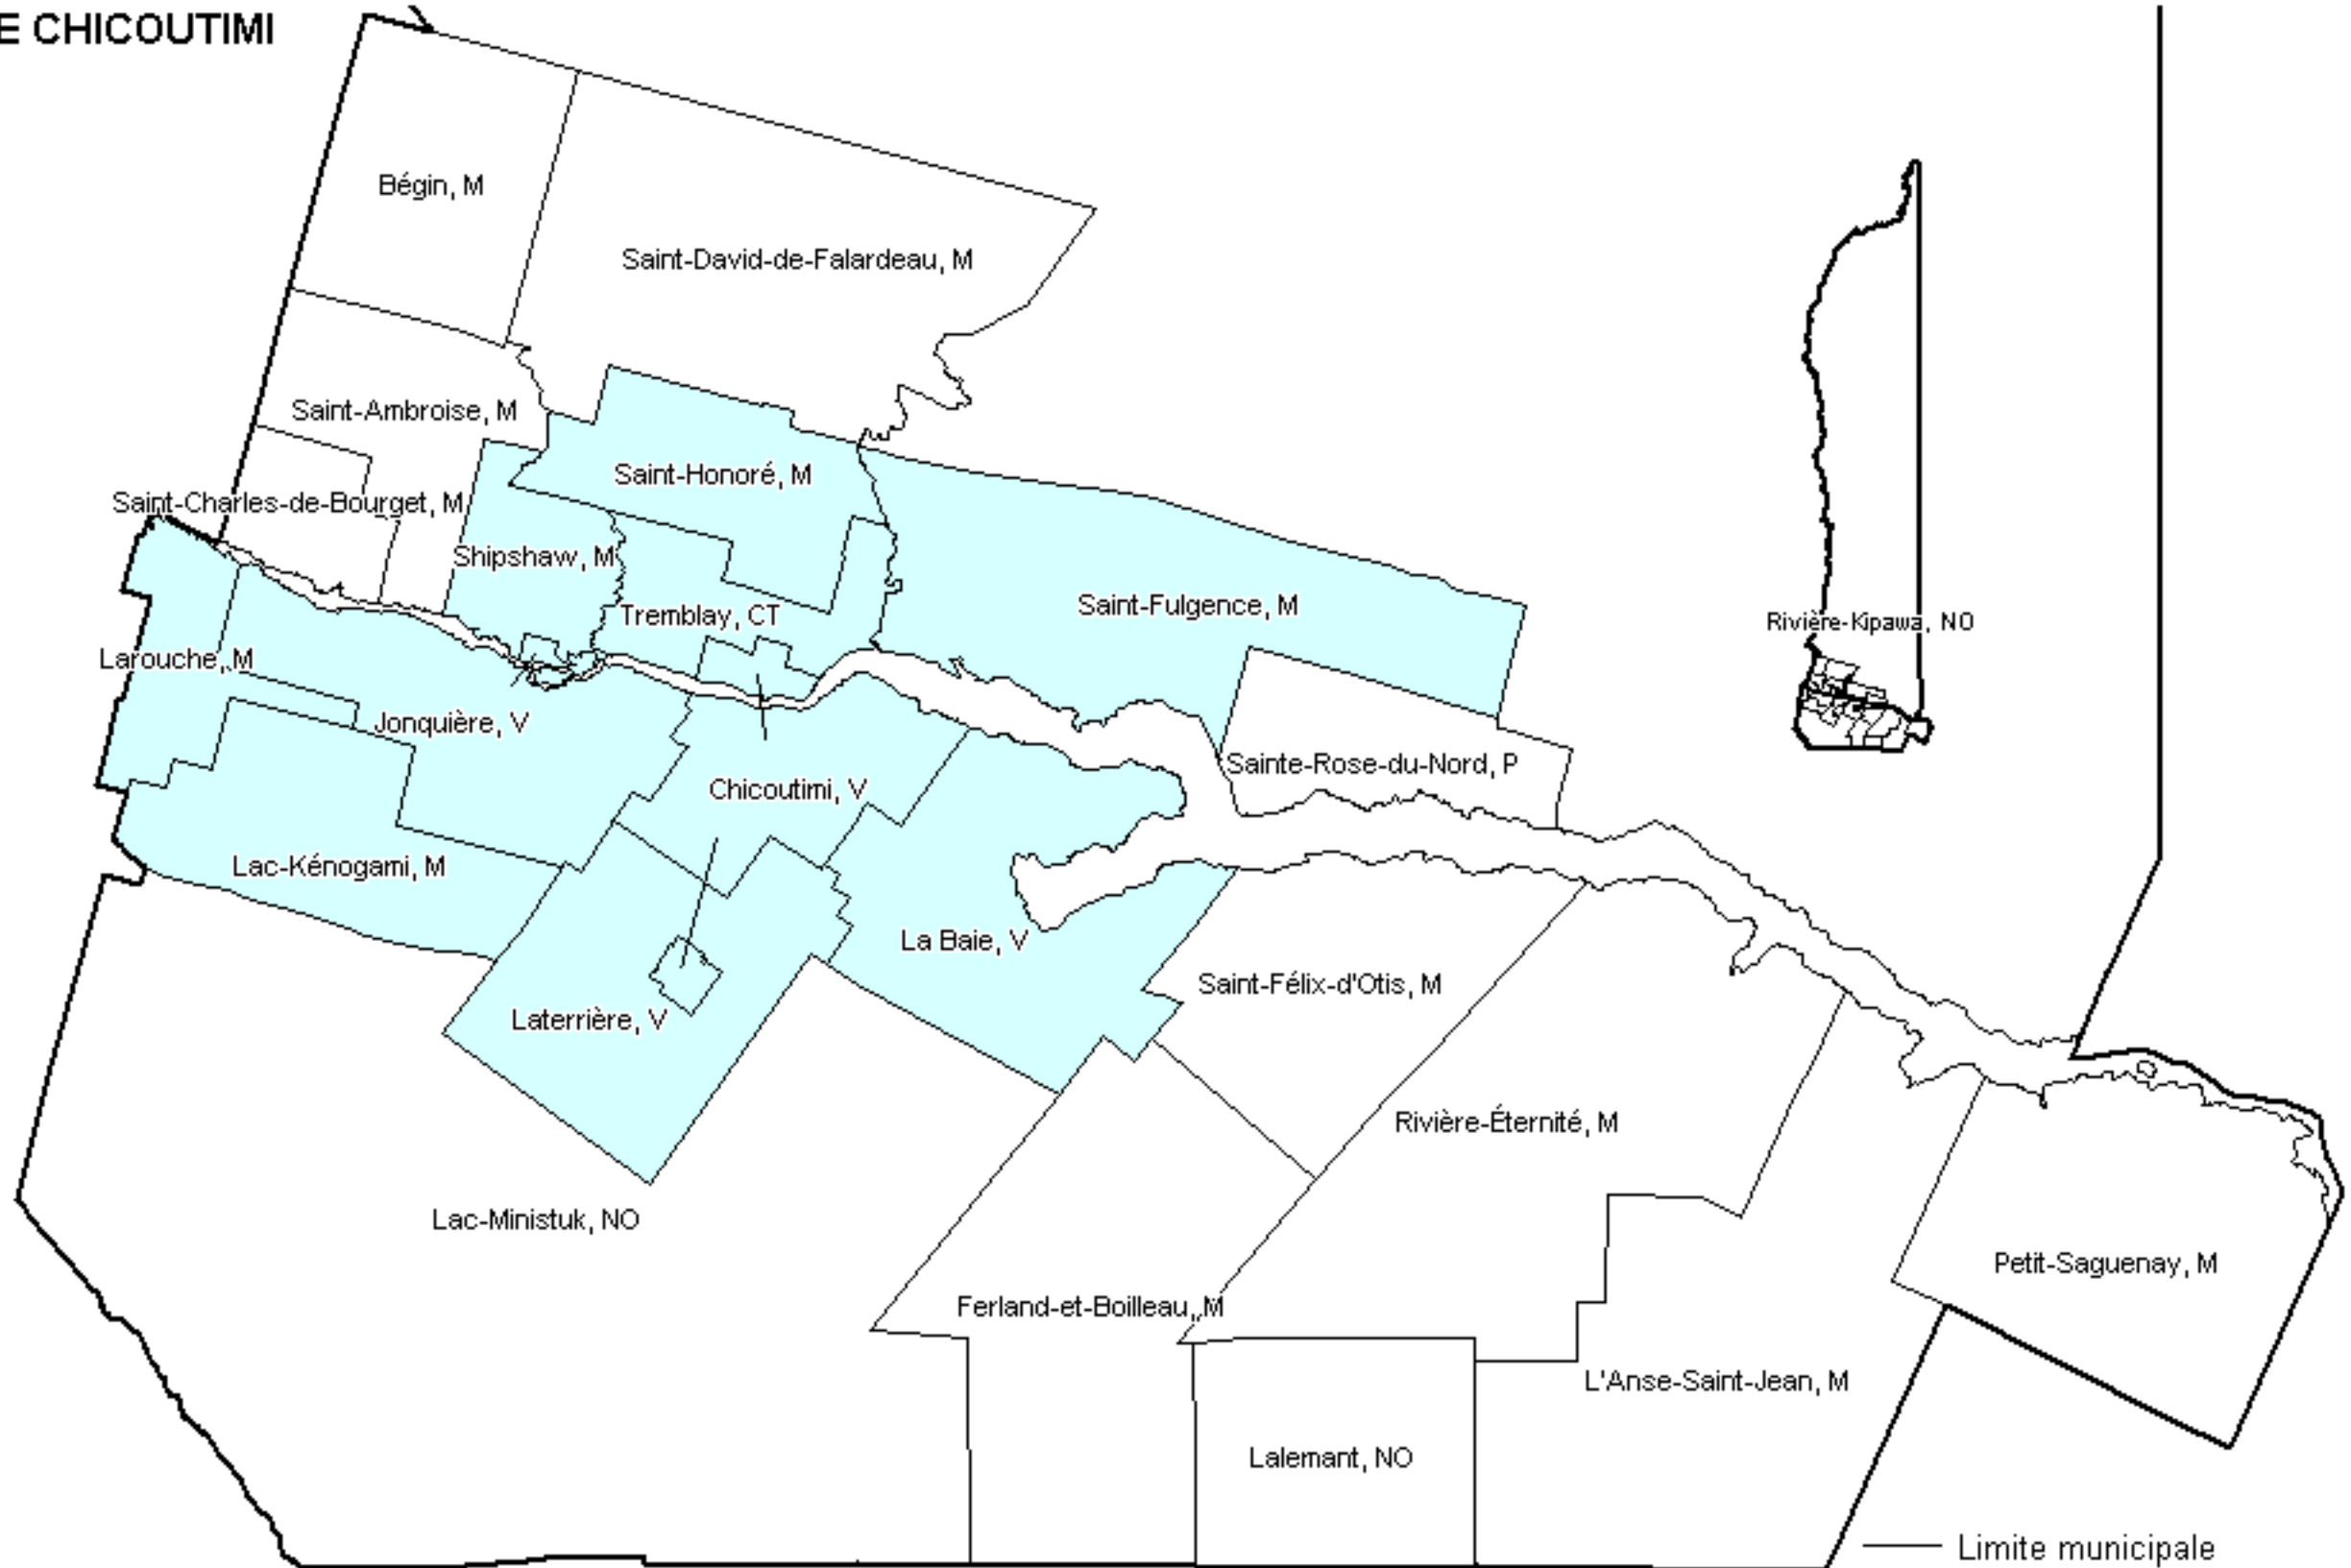 E CHICOUTIMI
Bégin, M
Saint-David-de-Falardeau, M
Saint-Ambroise, M
Saint-Honoré, M
Saint-Charles-de-Bourget, M
Shipshaw, M
Saint-Fulgence, M
Tremblay, CT
Rivière-Kipawa, NO
Larouche, M
Jonquière, V
Sainte-Rose-du-Nord, P
Chicoutimi, V
Lac-Kénogami, M
La Baie, V
Saint-Félix-d'Otis, M
Laterrière, V
Rivière-Éternité, M
Lac-Ministuk, NO
Petit-Saguenay, M
Ferland-et-Boilleau, M
L'Anse-Saint-Jean, M
Lalemant, NO
Limite municipale